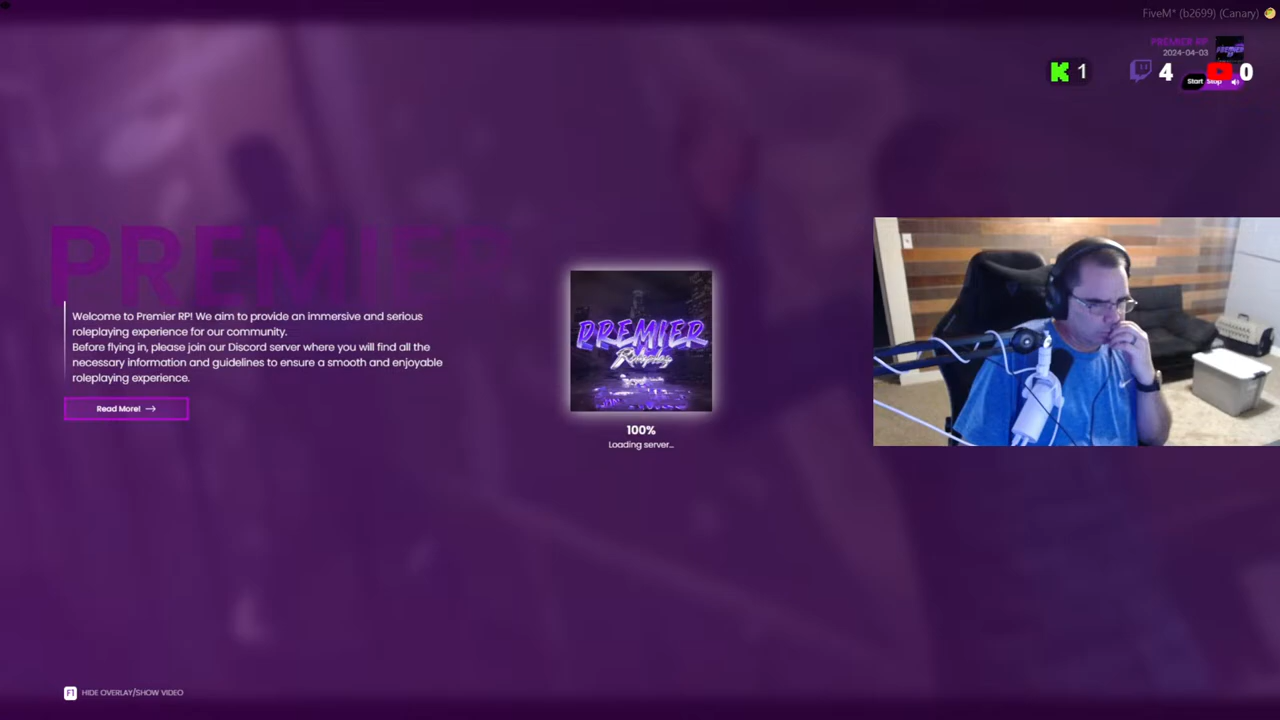 FiveM* (b2699) (Canary)
PREMIER RP
2024-04-03
K 1
4
0
Start Stop
PREMIER
Welcome to Premier RP! We aim to provide an immersive and serious
roleplaying experience for our community.
Before flying in, please join our Discord server where you will find all the
necessary information and guidelines to ensure a smooth and enjoyable
roleplaying experience.
Read More! →
PREMIER
Roleplay
100%
Loading server...
F1 HIDE OVERLAY/SHOW VIDEO